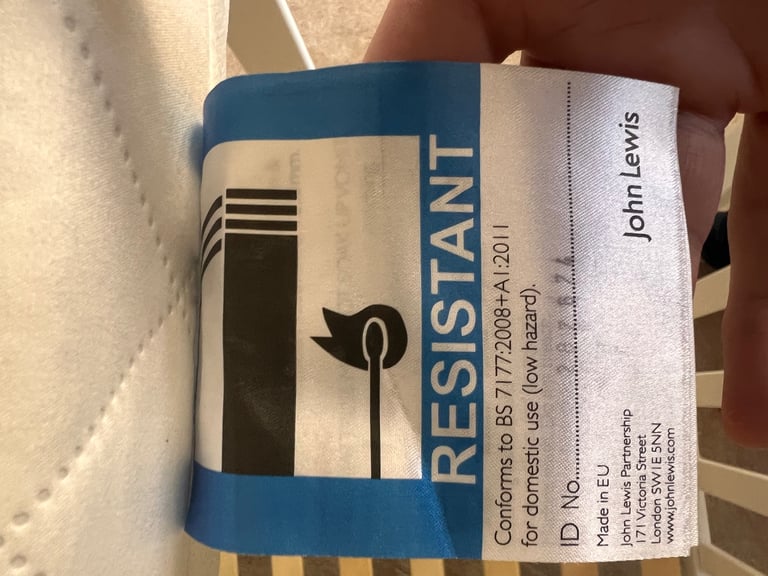 RESISTANT
Conforms to BS 7177:2008+A1:2011
for domestic use (low hazard).
ID No.
Made in EU
John Lewis Partnership
171 Victoria Street
London SW1E 5NN
www.johnlewis.com
John Lewis